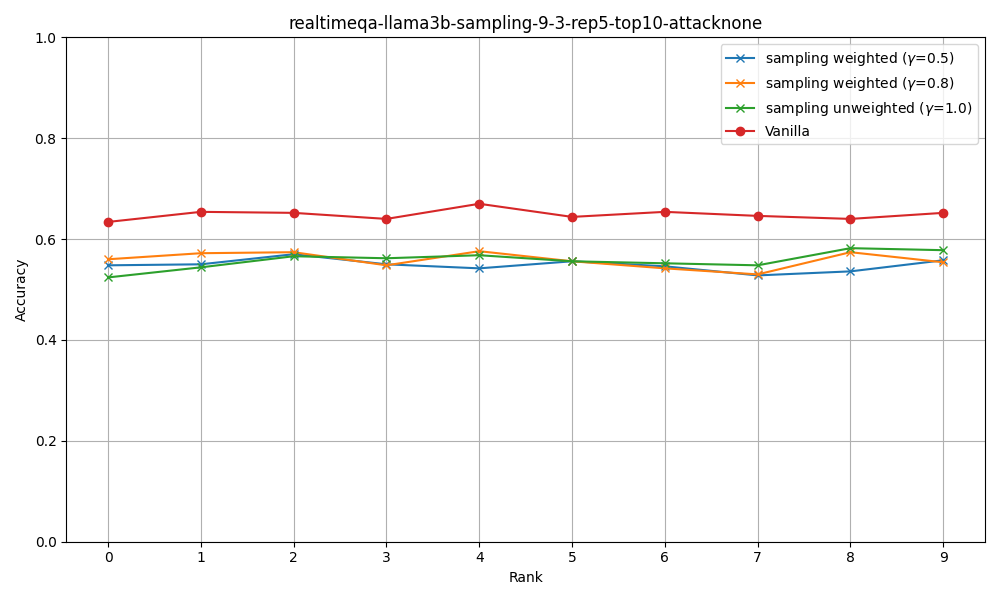 realtimeqa-llama3b-sampling-9-3-rep5-top10-attacknone
sampling weighted (γ=0.5)
sampling weighted (γ=0.8)
sampling unweighted (γ=1.0)
Vanilla
Accuracy
1.0
0.8
0.6
0.4
0.2
0.0
0 1 2 3 4 5 6 7 8 9
Rank